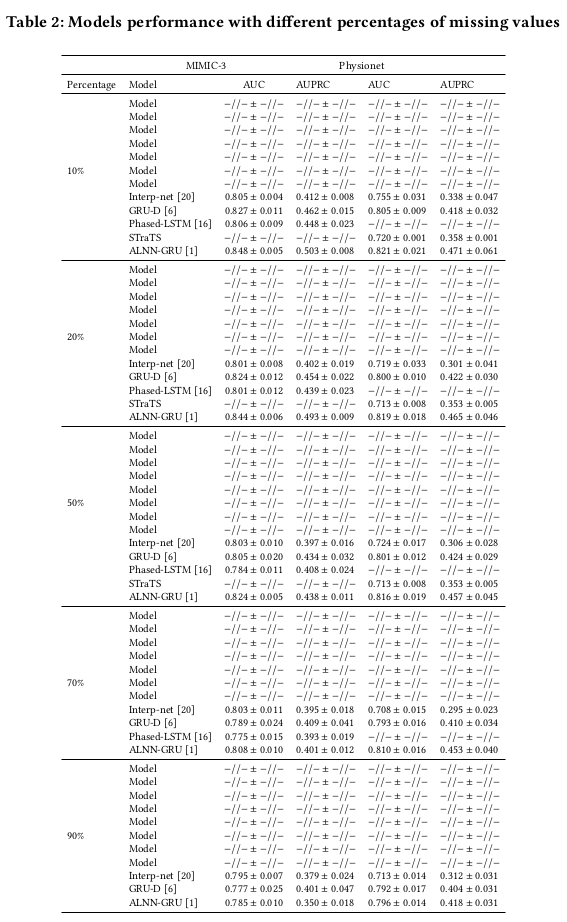 Table 2: Models performance with different percentages of missing values
MIMIC-3 Physionet
Percentage Model AUC AUPRC AUC AUPRC
Model −//− ± −//− −//− ± −//− −//− ± −//− −//− ± −//−
Model −//− ± −//− −//− ± −//− −//− ± −//− −//− ± −//−
Model −//− ± −//− −//− ± −//− −//− ± −//− −//− ± −//−
Model −//− ± −//− −//− ± −//− −//− ± −//− −//− ± −//−
Model −//− ± −//− −//− ± −//− −//− ± −//− −//− ± −//−
10% Model −//− ± −//− −//− ± −//− −//− ± −//− −//− ± −//−
Model −//− ± −//− −//− ± −//− −//− ± −//− −//− ± −//−
Interp-net [20] 0.805 ± 0.004 0.412 ± 0.008 0.755 ± 0.031 0.338 ± 0.047
GRU-D [6] 0.827 ± 0.011 0.462 ± 0.015 0.805 ± 0.009 0.418 ± 0.032
Phased-LSTM [16] 0.806 ± 0.009 0.448 ± 0.023 −//− ± −//− −//− ± −//−
STraTS −//− ± −//− −//− ± −//− 0.720 ± 0.001 0.358 ± 0.001
ALNN-GRU [1] 0.848 ± 0.005 0.503 ± 0.008 0.821 ± 0.021 0.471 ± 0.061
Model −//− ± −//− −//− ± −//− −//− ± −//− −//− ± −//−
Model −//− ± −//− −//− ± −//− −//− ± −//− −//− ± −//−
Model −//− ± −//− −//− ± −//− −//− ± −//− −//− ± −//−
Model −//− ± −//− −//− ± −//− −//− ± −//− −//− ± −//−
Model −//− ± −//− −//− ± −//− −//− ± −//− −//− ± −//−
20% Model −//− ± −//− −//− ± −//− −//− ± −//− −//− ± −//−
Model −//− ± −//− −//− ± −//− −//− ± −//− −//− ± −//−
Interp-net [20] 0.801 ± 0.008 0.402 ± 0.019 0.719 ± 0.033 0.301 ± 0.041
GRU-D [6] 0.824 ± 0.012 0.454 ± 0.022 0.800 ± 0.010 0.422 ± 0.030
Phased-LSTM [16] 0.801 ± 0.012 0.439 ± 0.023 −//− ± −//− −//− ± −//−
STraTS −//− ± −//− −//− ± −//− 0.713 ± 0.008 0.353 ± 0.005
ALNN-GRU [1] 0.844 ± 0.006 0.493 ± 0.009 0.819 ± 0.018 0.465 ± 0.046
Model −//− ± −//− −//− ± −//− −//− ± −//− −//− ± −//−
Model −//− ± −//− −//− ± −//− −//− ± −//− −//− ± −//−
Model −//− ± −//− −//− ± −//− −//− ± −//− −//− ± −//−
Model −//− ± −//− −//− ± −//− −//− ± −//− −//− ± −//−
Model −//− ± −//− −//− ± −//− −//− ± −//− −//− ± −//−
50% Model −//− ± −//− −//− ± −//− −//− ± −//− −//− ± −//−
Model −//− ± −//− −//− ± −//− −//− ± −//− −//− ± −//−
Model −//− ± −//− −//− ± −//− −//− ± −//− −//− ± −//−
Interp-net [20] 0.803 ± 0.010 0.397 ± 0.016 0.724 ± 0.017 0.306 ± 0.028
GRU-D [6] 0.805 ± 0.020 0.434 ± 0.032 0.801 ± 0.012 0.424 ± 0.029
Phased-LSTM [16] 0.784 ± 0.011 0.408 ± 0.024 −//− ± −//− −//− ± −//−
STraTS −//− ± −//− −//− ± −//− 0.713 ± 0.008 0.353 ± 0.005
ALNN-GRU [1] 0.824 ± 0.005 0.438 ± 0.011 0.816 ± 0.019 0.457 ± 0.045
Model −//− ± −//− −//− ± −//− −//− ± −//− −//− ± −//−
Model −//− ± −//− −//− ± −//− −//− ± −//− −//− ± −//−
Model −//− ± −//− −//− ± −//− −//− ± −//− −//− ± −//−
Model −//− ± −//− −//− ± −//− −//− ± −//− −//− ± −//−
Model −//− ± −//− −//− ± −//− −//− ± −//− −//− ± −//−
70% Model −//− ± −//− −//− ± −//− −//− ± −//− −//− ± −//−
Model −//− ± −//− −//− ± −//− −//− ± −//− −//− ± −//−
Interp-net [20] 0.803 ± 0.011 0.395 ± 0.018 0.708 ± 0.015 0.295 ± 0.023
GRU-D [6] 0.789 ± 0.024 0.409 ± 0.041 0.793 ± 0.016 0.410 ± 0.034
Phased-LSTM [16] 0.775 ± 0.015 0.393 ± 0.019 −//− ± −//− −//− ± −//−
ALNN-GRU [1] 0.808 ± 0.010 0.401 ± 0.012 0.810 ± 0.016 0.453 ± 0.040
Model −//− ± −//− −//− ± −//− −//− ± −//− −//− ± −//−
Model −//− ± −//− −//− ± −//− −//− ± −//− −//− ± −//−
Model −//− ± −//− −//− ± −//− −//− ± −//− −//− ± −//−
Model −//− ± −//− −//− ± −//− −//− ± −//− −//− ± −//−
Model −//− ± −//− −//− ± −//− −//− ± −//− −//− ± −//−
90% Model −//− ± −//− −//− ± −//− −//− ± −//− −//− ± −//−
Model −//− ± −//− −//− ± −//− −//− ± −//− −//− ± −//−
Model −//− ± −//− −//− ± −//− −//− ± −//− −//− ± −//−
Interp-net [20] 0.795 ± 0.007 0.379 ± 0.024 0.713 ± 0.014 0.312 ± 0.031
GRU-D [6] 0.777 ± 0.025 0.401 ± 0.047 0.792 ± 0.017 0.404 ± 0.031
ALNN-GRU [1] 0.785 ± 0.010 0.350 ± 0.018 0.796 ± 0.014 0.418 ± 0.031